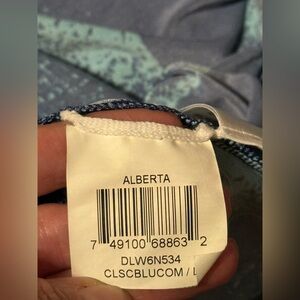 ALBERTA
7 49100 68863 2
DLW6N534
CLSCBLUCOM / L